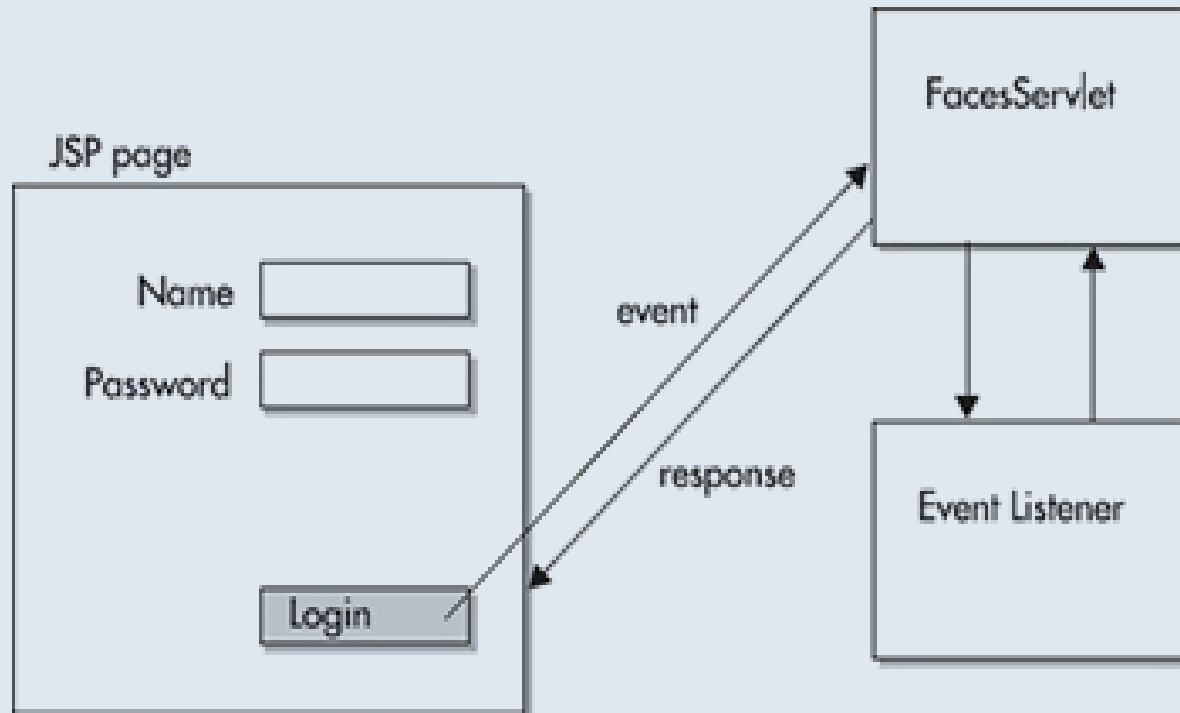 FacesServlet
JSP page
Name
event
Password
response
Event Listener
Login